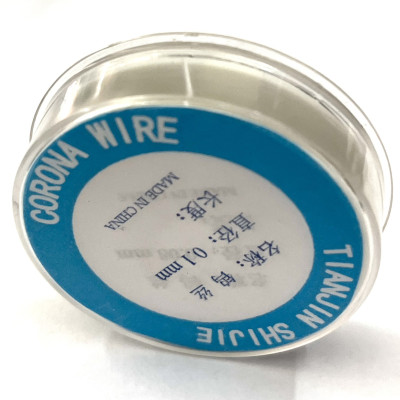 CORONA WIRE
TIANJIN SHIJIE
名称: 钨丝
直径: 0.1mm
长度:
MADE IN CHINA